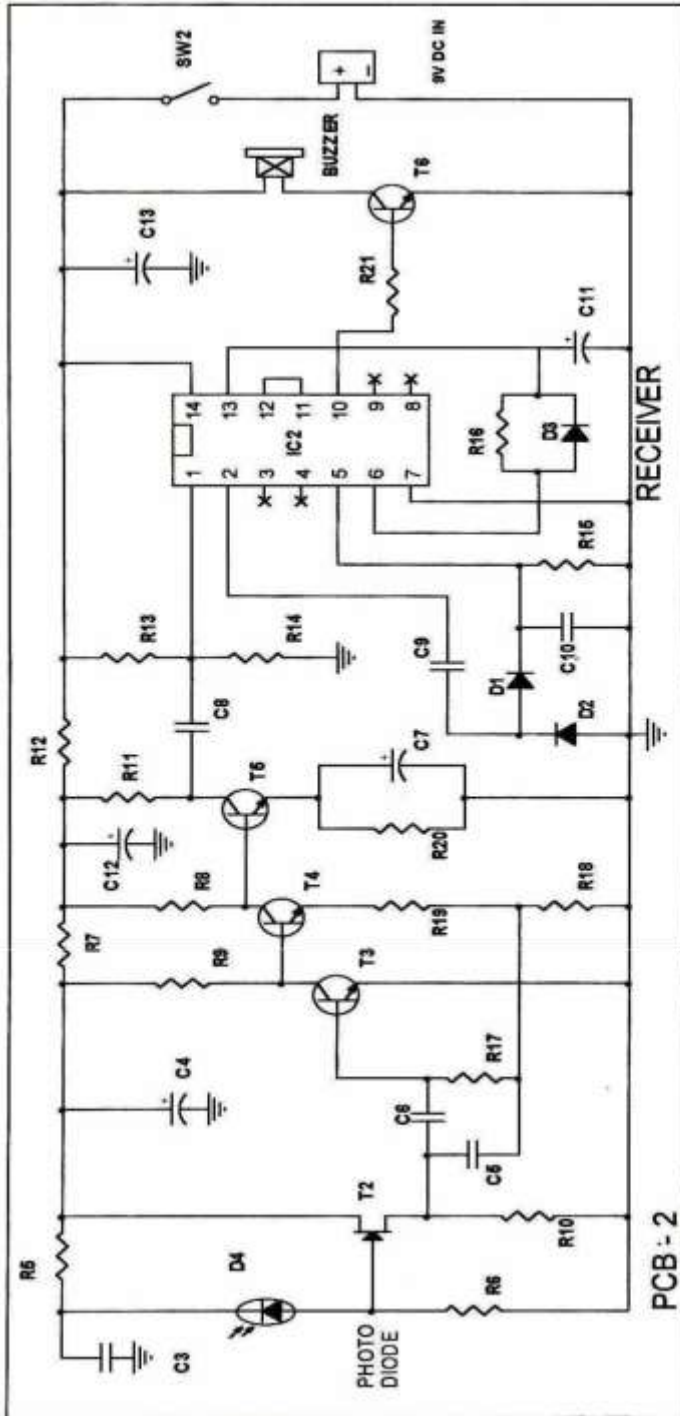 SW2
+
-
9V DC IN
BUZZER
C13
T6
R21
C11
14
13
12
11
10
9
8
IC2
1
2
3
4
5
6
7
R16
D3
RECEIVER
R15
R13
R14
C9
C10
D1
D2
R12
C8
R11
T5
C7
R20
C12
R8
T4
R19
R18
R7
R9
T3
R17
C4
C6
C5
T2
R10
R5
D4
PHOTO
DIODE
R6
C3
PCB - 2